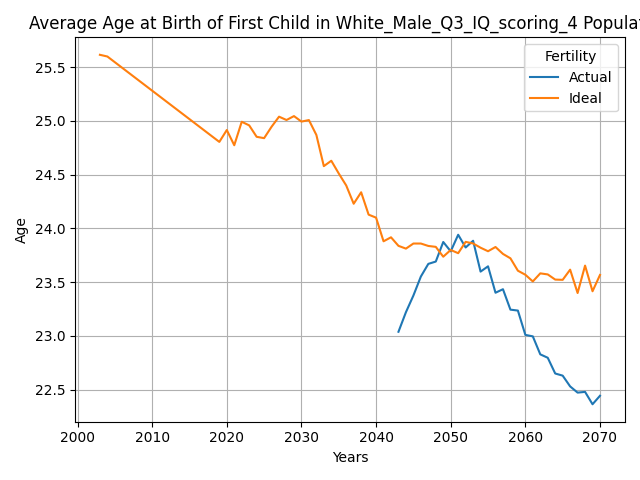 Average Age at Birth of First Child in White_Male_Q3_IQ_scoring_4 Populat
Fertility
Actual
Ideal
25.5
25.0
24.5
24.0
23.5
23.0
22.5
Age
2000 2010 2020 2030 2040 2050 2060 2070
Years